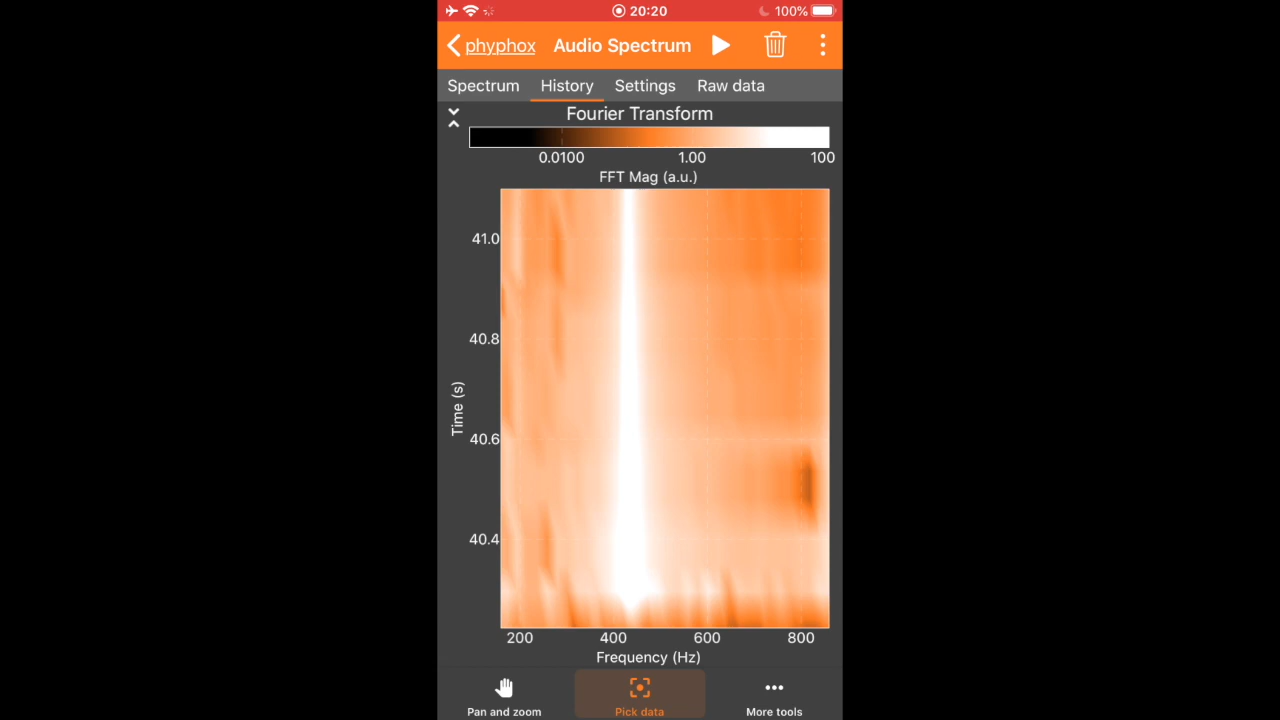 20:20 100%
phyphox Audio Spectrum
Spectrum History Settings Raw data
Fourier Transform
0.0100 1.00 100
FFT Mag (a.u.)
41.0
40.8
40.6
40.4
Time (s)
200 400 600 800
Frequency (Hz)
Pan and zoom Pick data More tools